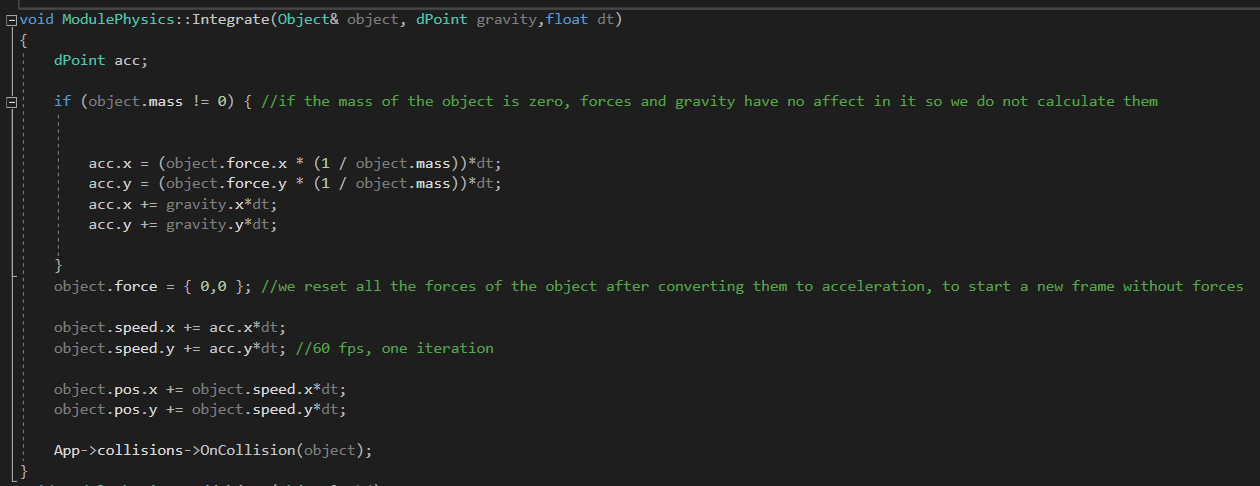 void ModulePhysics::Integrate(Object& object, dPoint gravity,float dt)
{
dPoint acc;
if (object.mass != 0) { //if the mass of the object is zero, forces and gravity have no affect in it so we do not calculate them
acc.x = (object.force.x * (1 / object.mass))*dt;
acc.y = (object.force.y * (1 / object.mass))*dt;
acc.x += gravity.x*dt;
acc.y += gravity.y*dt;
}
object.force = { 0,0 }; //we reset all the forces of the object after converting them to acceleration, to start a new frame without forces
object.speed.x += acc.x*dt;
object.speed.y += acc.y*dt; //60 fps, one iteration
object.pos.x += object.speed.x*dt;
object.pos.y += object.speed.y*dt;
App->collisions->OnCollision(object);
}